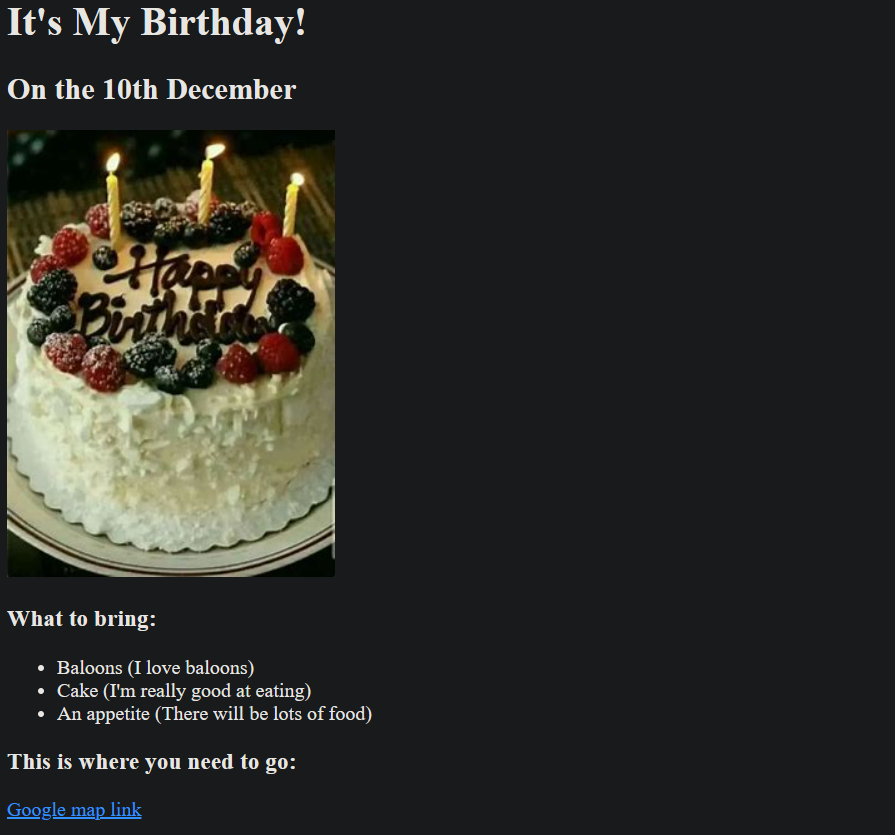 It's My Birthday!
On the 10th December
Happy
Birthday
What to bring:
Baloons (I love baloons)
Cake (I'm really good at eating)
An appetite (There will be lots of food)
This is where you need to go:
Google map link